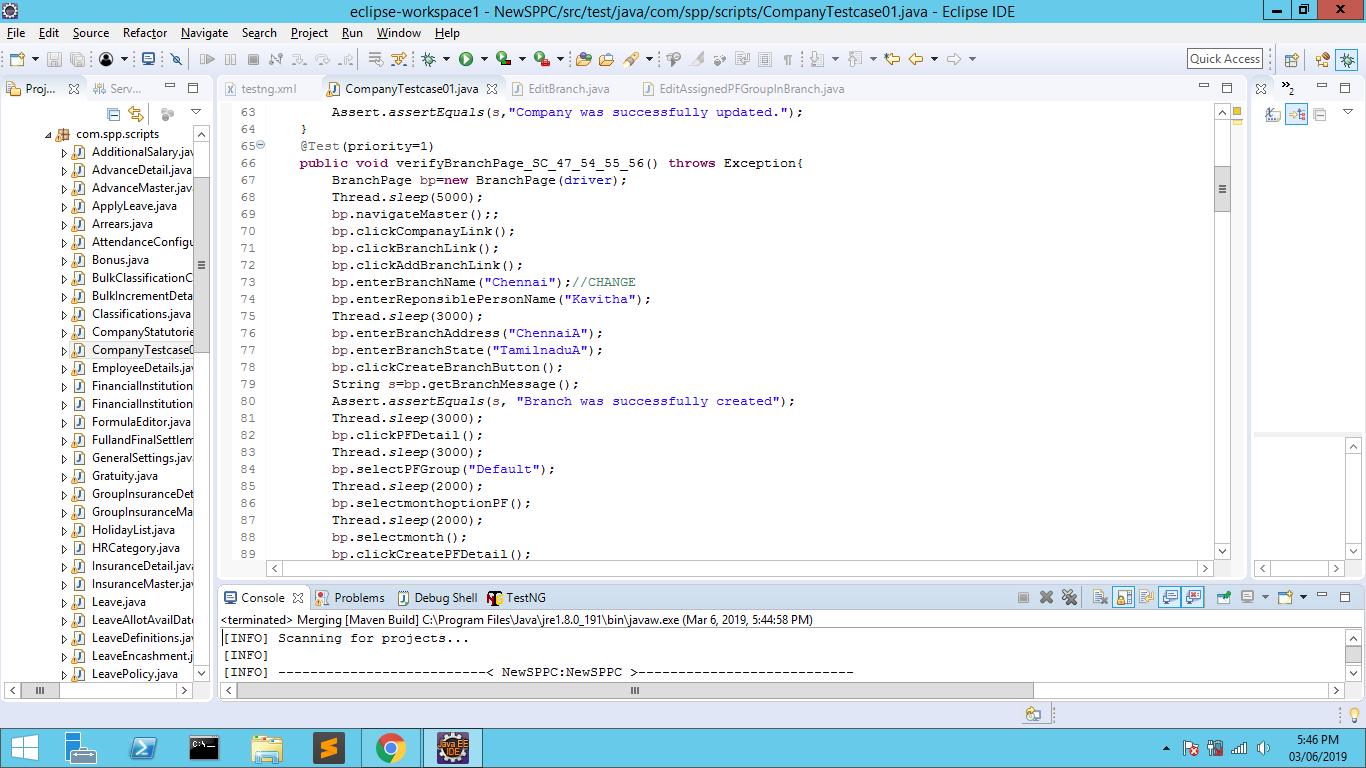 eclipse-workspace1 - NewSPPC/src/test/java/com/spp/scripts/CompanyTestcase01.java - Eclipse IDE
File Edit Source Refactor Navigate Search Project Run Window Help
Quick Access
Proj... Serv...
testng.xml CompanyTestcase01.java EditBranch.java EditAssignedPFGroupInBranch.java
2
com.spp.scripts
AdditionalSalary.jav
AdvanceDetail.java
AdvanceMaster.java
ApplyLeave.java
Arrears.java
AttendanceConfigu
Bonus.java
BulkClassificationC
BulkIncrementDeta
Classifications.java
CompanyStatutorie
CompanyTestcase0
EmployeeDetails.jav
FinancialInstitution
FinancialInstitution
FormulaEditor.java
FullandFinalSettlem
GeneralSettings.java
Gratuity.java
GroupInsuranceDet
GroupInsuranceMa
HolidayList.java
HRCategory.java
InsuranceDetail.java
InsuranceMaster.jav
Leave.java
LeaveAllotAvailDat
LeaveDefinitions.jav
LeaveEncashment.j
LeavePolicy.java
63 Assert.assertEquals(s,"Company was successfully updated.");
64 }
65 @Test(priority=1)
66 public void verifyBranchPage_SC_47_54_55_56() throws Exception{
67 BranchPage bp=new BranchPage(driver);
68 Thread.sleep(5000);
69 bp.navigateMaster();;
70 bp.clickCompanayLink();
71 bp.clickBranchLink();
72 bp.clickAddBranchLink();
73 bp.enterBranchName("Chennai");//CHANGE
74 bp.enterReponsiblePersonName("Kavitha");
75 Thread.sleep(3000);
76 bp.enterBranchAddress("ChennaiA");
77 bp.enterBranchState("TamilnaduA");
78 bp.clickCreateBranchButton();
79 String s=bp.getBranchMessage();
80 Assert.assertEquals(s, "Branch was successfully created");
81 Thread.sleep(3000);
82 bp.clickPFDetail();
83 Thread.sleep(3000);
84 bp.selectPFGroup("Default");
85 Thread.sleep(2000);
86 bp.selectmonthoptionPF();
87 Thread.sleep(2000);
88 bp.selectmonth();
89 bp.clickCreatePFDetail();
Console Problems Debug Shell TestNG
<terminated> Merging [Maven Build] C:\Program Files\Java\jre1.8.0_191\bin\javaw.exe (Mar 6, 2019, 5:44:58 PM)
[INFO] Scanning for projects...
[INFO]
[INFO] --------------------------< NewSPPC:NewSPPC >---------------------------
Java EE
IDE
5:46 PM
03/06/2019